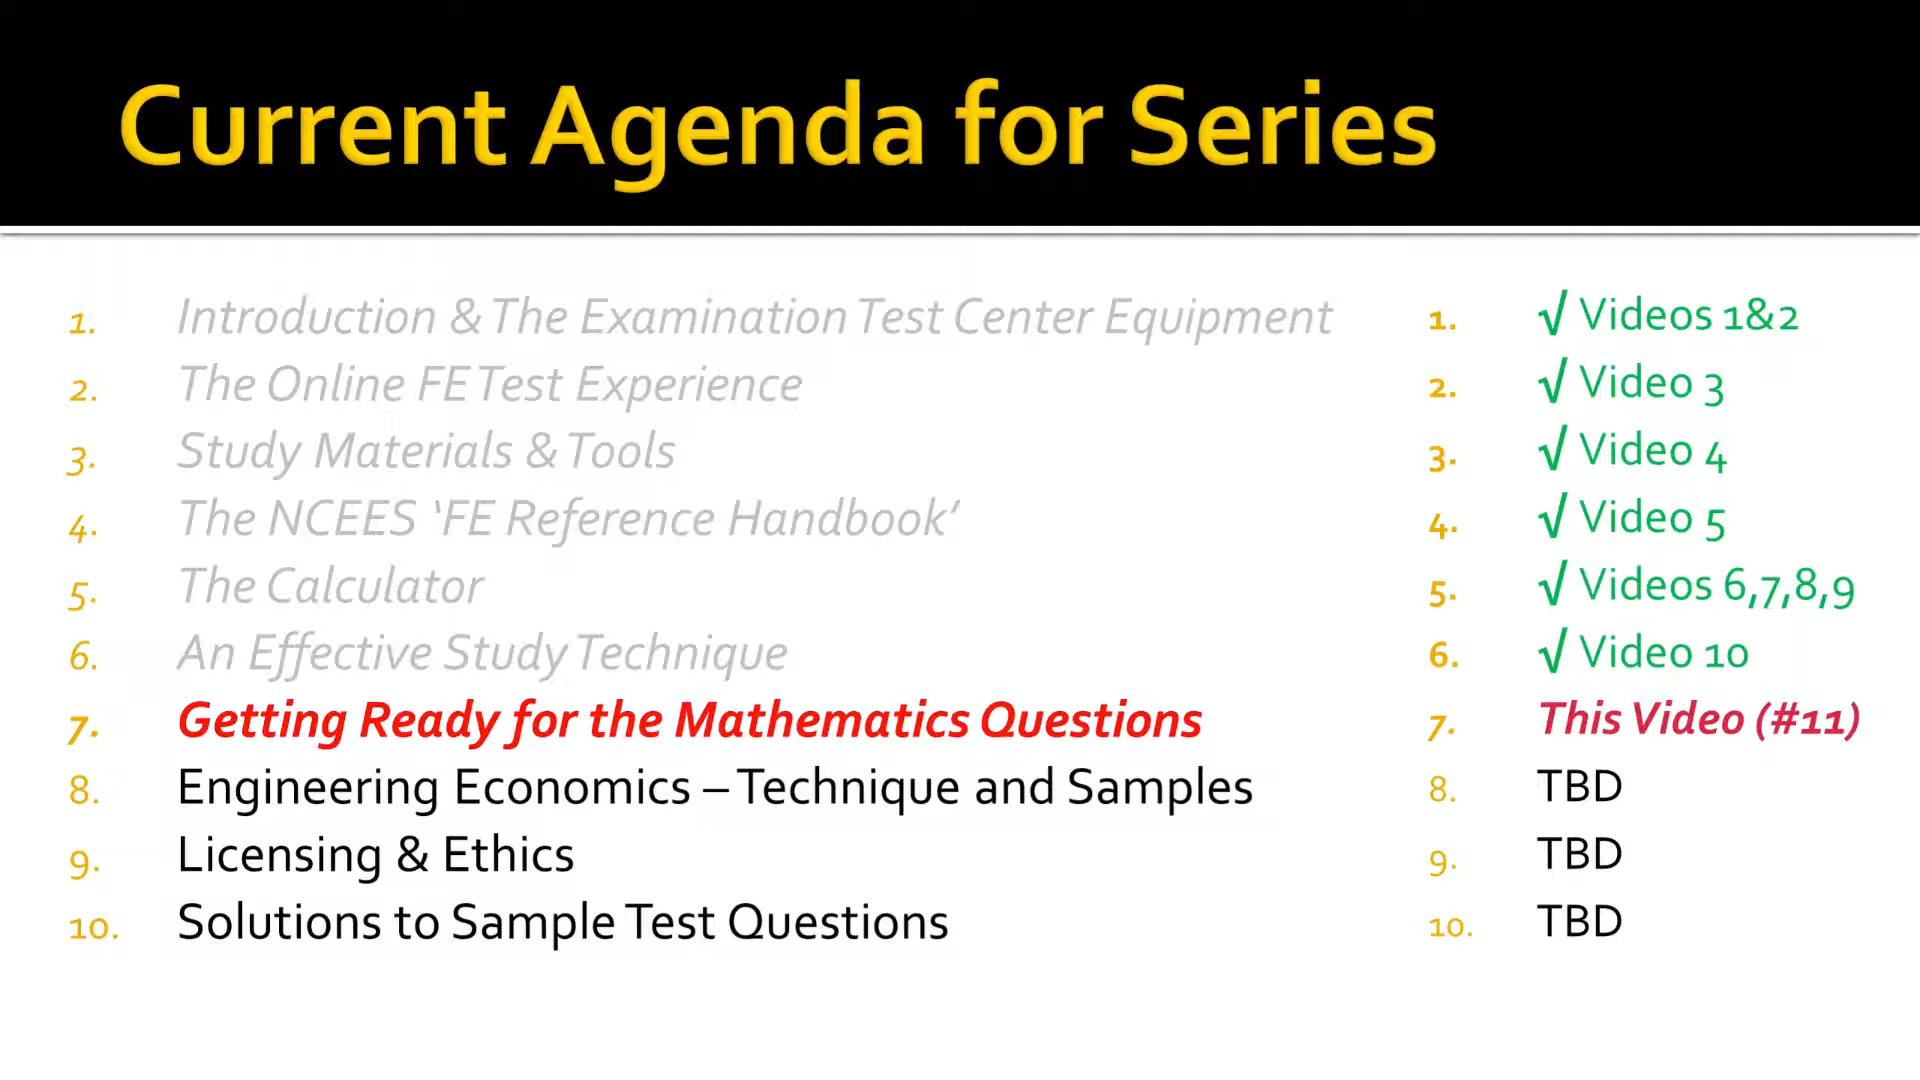 Current Agenda for Series
1. Introduction & The Examination Test Center Equipment
2. The Online FE Test Experience
3. Study Materials & Tools
4. The NCEES ‘FE Reference Handbook’
5. The Calculator
6. An Effective Study Technique
7. Getting Ready for the Mathematics Questions
8. Engineering Economics – Technique and Samples
9. Licensing & Ethics
10. Solutions to Sample Test Questions
1. √ Videos 1&2
2. √ Video 3
3. √ Video 4
4. √ Video 5
5. √ Videos 6,7,8,9
6. √ Video 10
7. This Video (#11)
8. TBD
9. TBD
10. TBD